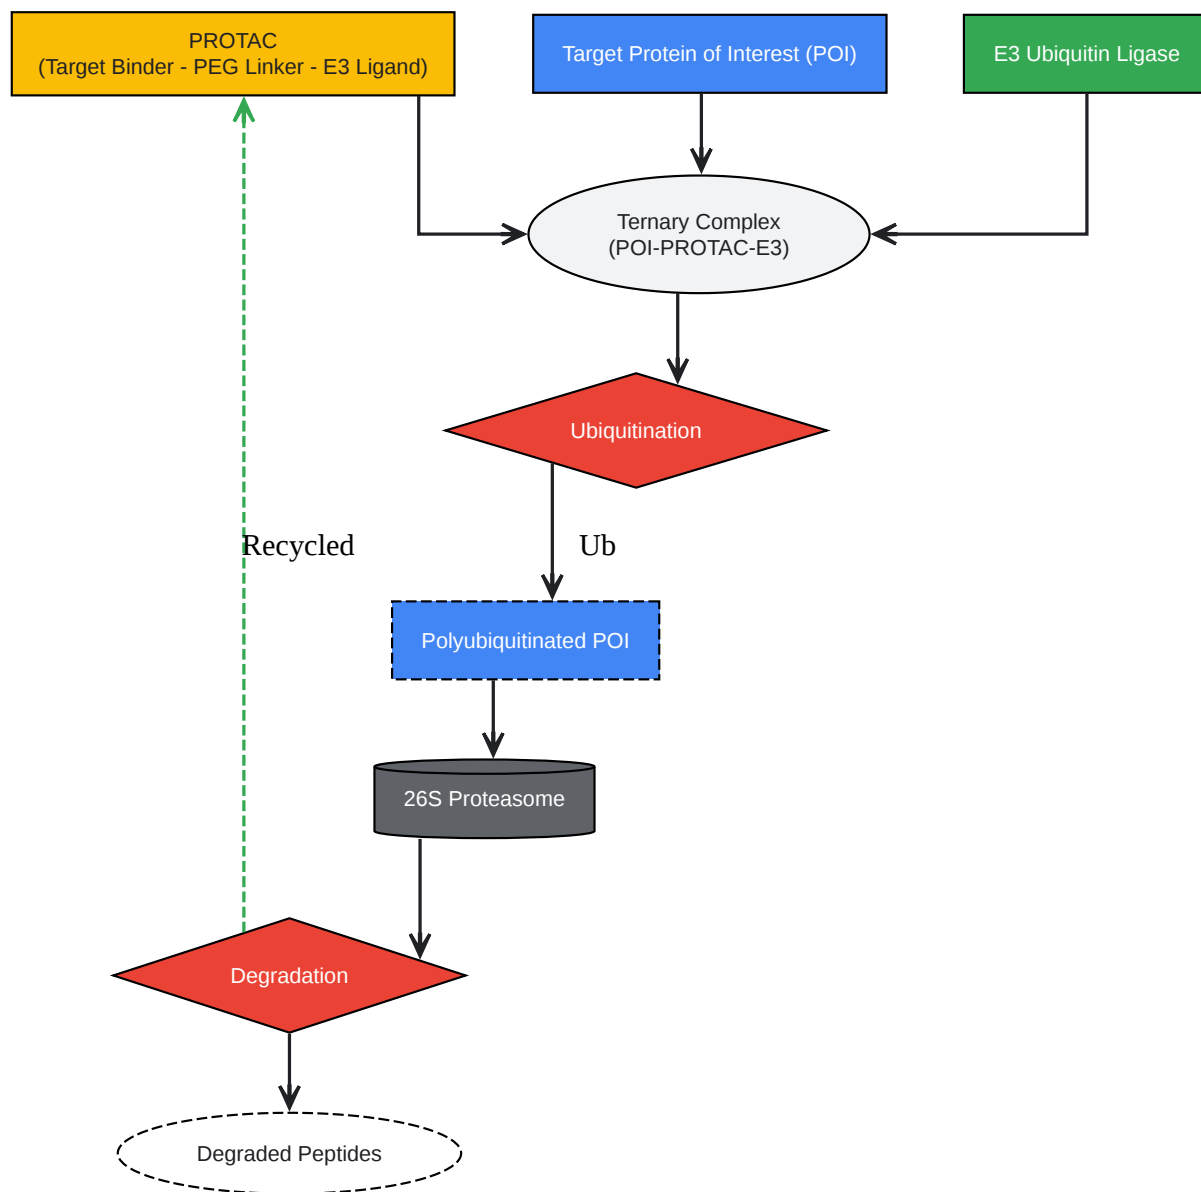 PROTAC
(Target Binder - PEG Linker - E3 Ligand)
Target Protein of Interest (POI)
E3 Ubiquitin Ligase
Ternary Complex
(POI-PROTAC-E3)
Ubiquitination
Recycled
Ub
Polyubiquitinated POI
26S Proteasome
Degradation
Degraded Peptides